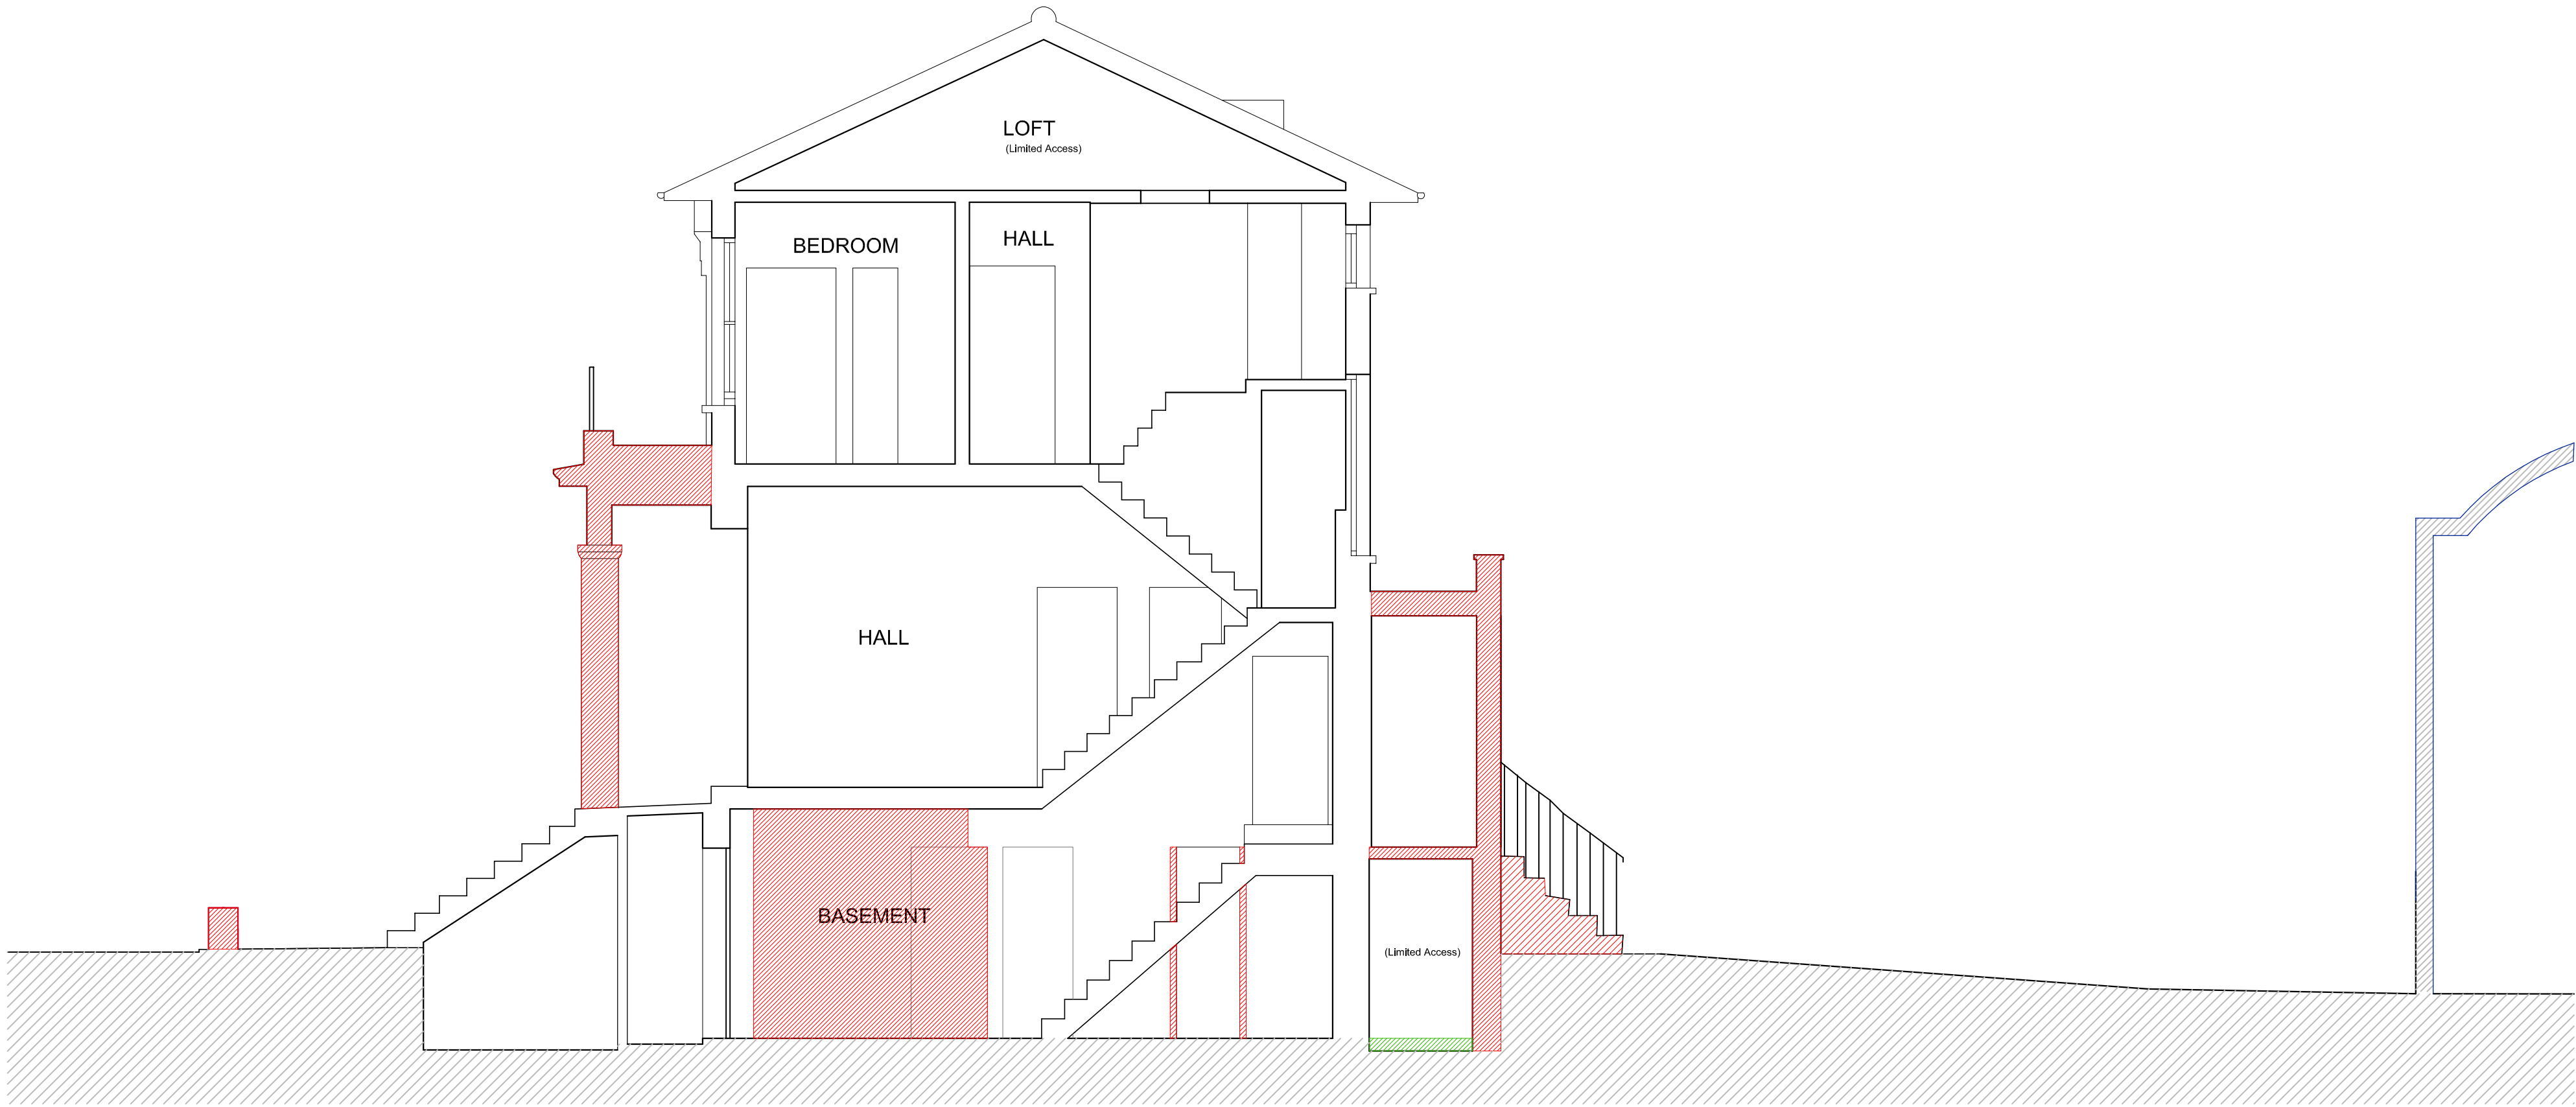 LOFT
(Limited Access)
BEDROOM
HALL
HALL
BASEMENT
(Limited Access)